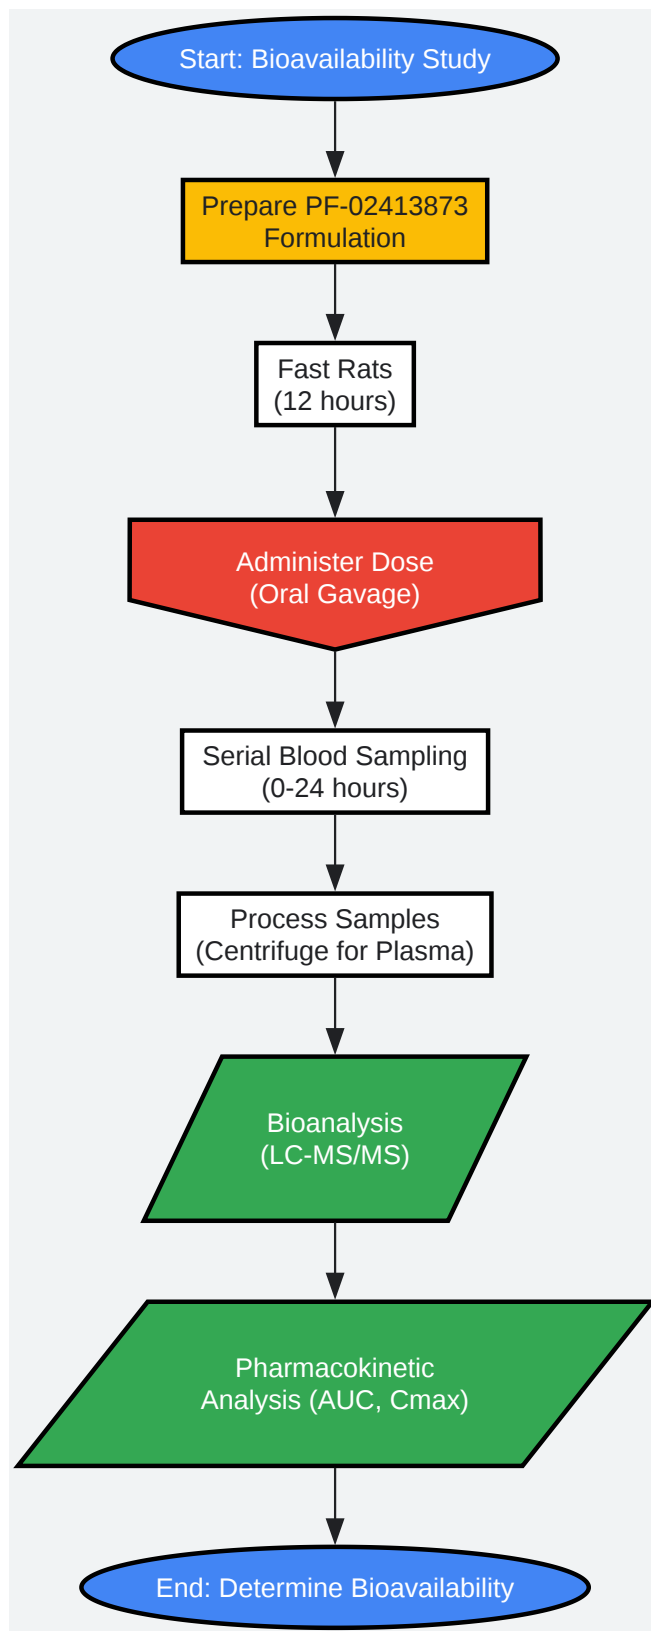 Start: Bioavailability Study
Prepare PF-02413873
Formulation
Fast Rats
(12 hours)
Administer Dose
(Oral Gavage)
Serial Blood Sampling
(0-24 hours)
Process Samples
(Centrifuge for Plasma)
Bioanalysis
(LC-MS/MS)
Pharmacokinetic
Analysis (AUC, Cmax)
End: Determine Bioavailability